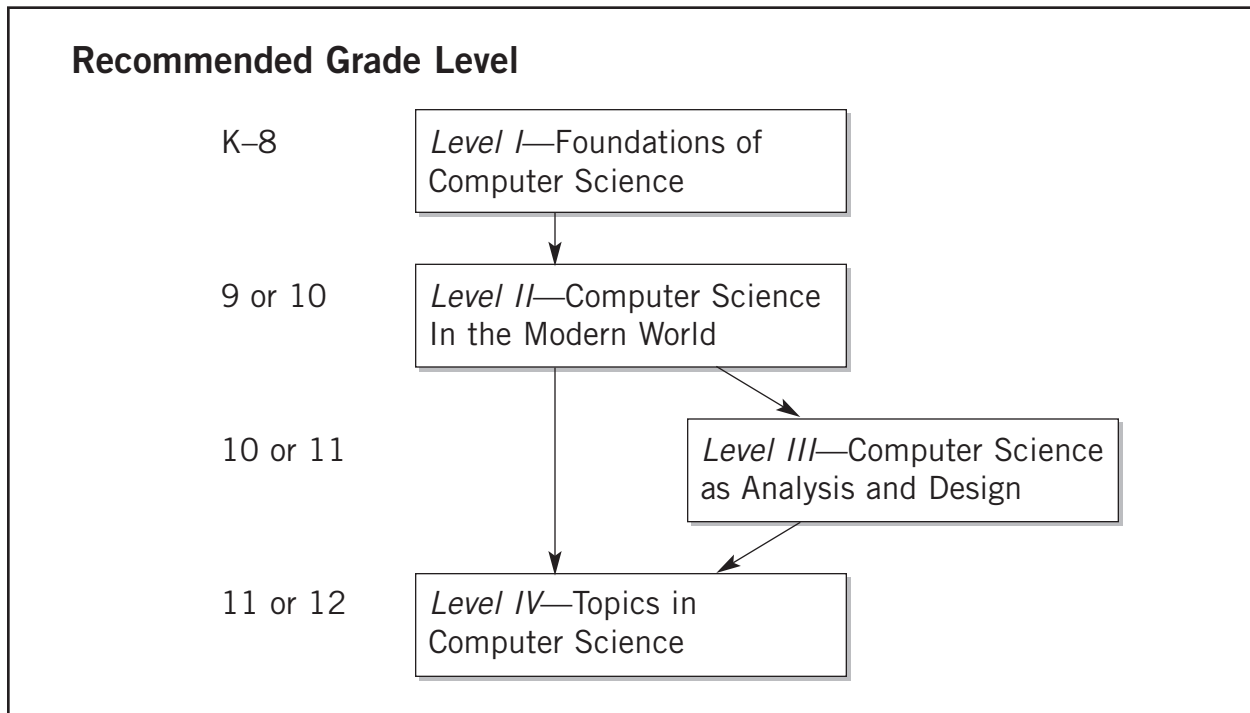 Recommended Grade Level
K–8
Level I—Foundations of
Computer Science
9 or 10
Level II—Computer Science
In the Modern World
10 or 11
Level III—Computer Science
as Analysis and Design
11 or 12
Level IV—Topics in
Computer Science